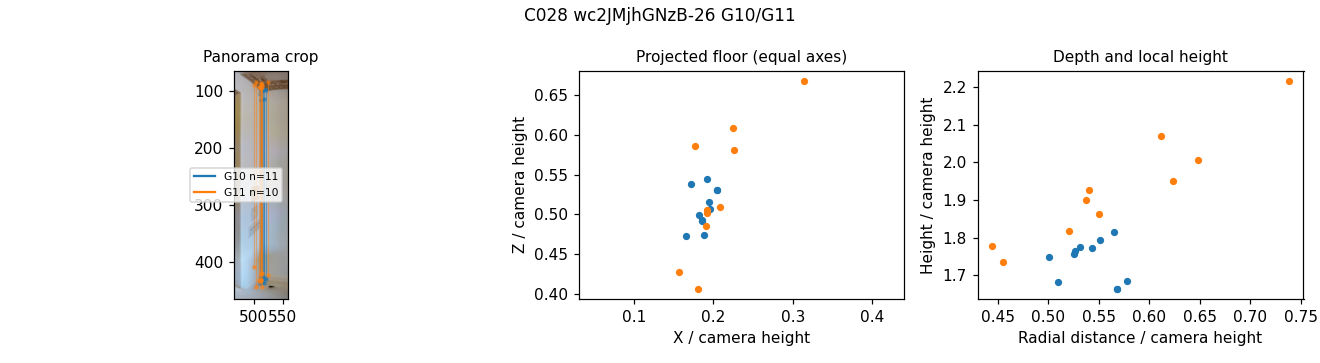 C028 wc2JMjhGNzB-26 G10/G11
Panorama crop
100
200
300
400
500
550
G10 n=11
G11 n=10
Projected floor (equal axes)
Z / camera height
0.65
0.60
0.55
0.50
0.45
0.40
0.1
0.2
0.3
0.4
X / camera height
Depth and local height
Height / camera height
2.2
2.1
2.0
1.9
1.8
1.7
0.45
0.50
0.55
0.60
0.65
0.70
0.75
Radial distance / camera height